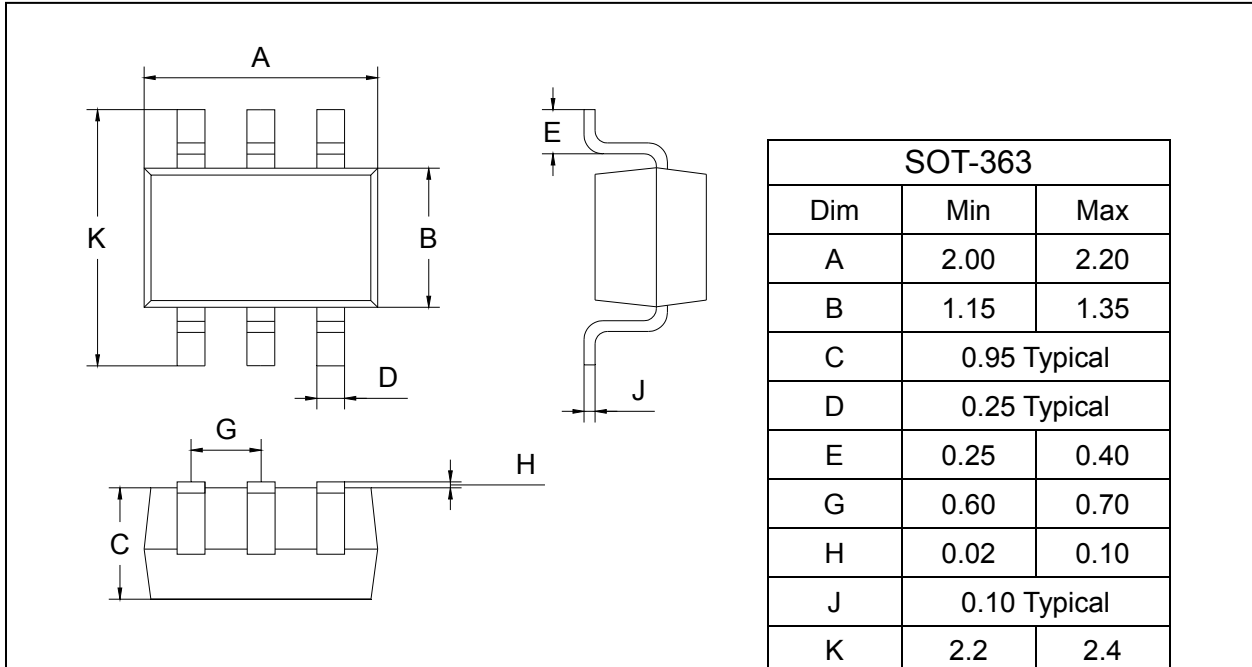 A
K
B
D
E
J
G
H
C
SOT-363
Dim Min Max
A 2.00 2.20
B 1.15 1.35
C 0.95 Typical
D 0.25 Typical
E 0.25 0.40
G 0.60 0.70
H 0.02 0.10
J 0.10 Typical
K 2.2 2.4